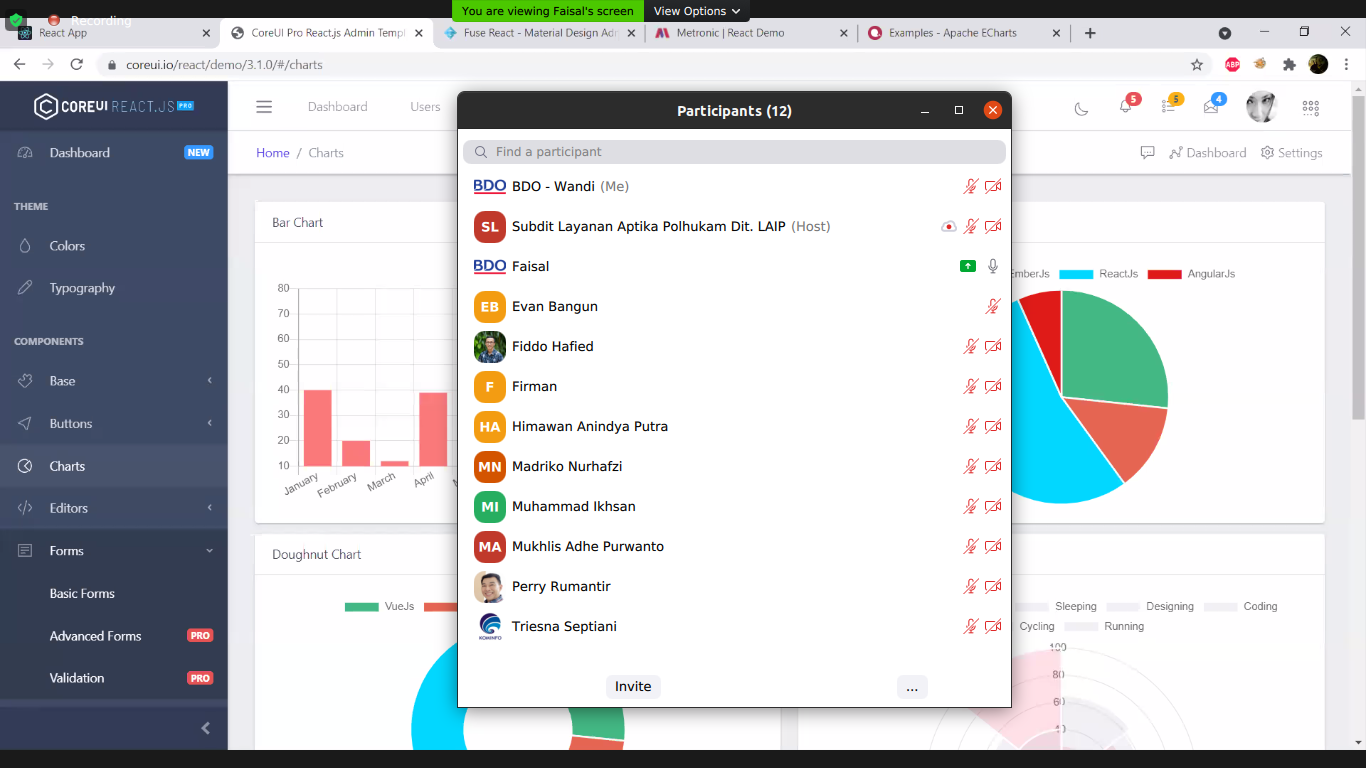 You are viewing Faisal's screen
View Options
Recording
React App
CoreUI Pro React.js Admin Templ
Fuse React - Material Design Adm
Metronic | React Demo
Examples - Apache ECharts
coreui.io/react/demo/3.1.0/#/charts
ABP
COREUI REACT.JS PRO
Dashboard
Users
5
5
4
Dashboard NEW
Home / Charts
Dashboard
Settings
THEME
Colors
Typography
COMPONENTS
Base
Buttons
Charts
Editors
Forms
Basic Forms
Advanced Forms PRO
Validation PRO
Bar Chart
80
70
60
50
40
30
20
10
January
February
March
April
Doughnut Chart
VueJs
Participants (12)
Find a participant
BDO BDO - Wandi (Me)
SL Subdit Layanan Aptika Polhukam Dit. LAIP (Host)
BDO Faisal
EB Evan Bangun
Fiddo Hafied
F Firman
HA Himawan Anindya Putra
MN Madriko Nurhafzi
MI Muhammad Ikhsan
MA Mukhlis Adhe Purwanto
Perry Rumantir
KOMINFO Triesna Septiani
Invite
...
EmberJs
ReactJs
AngularJs
Sleeping
Designing
Coding
Cycling
Running
100
80
60
40